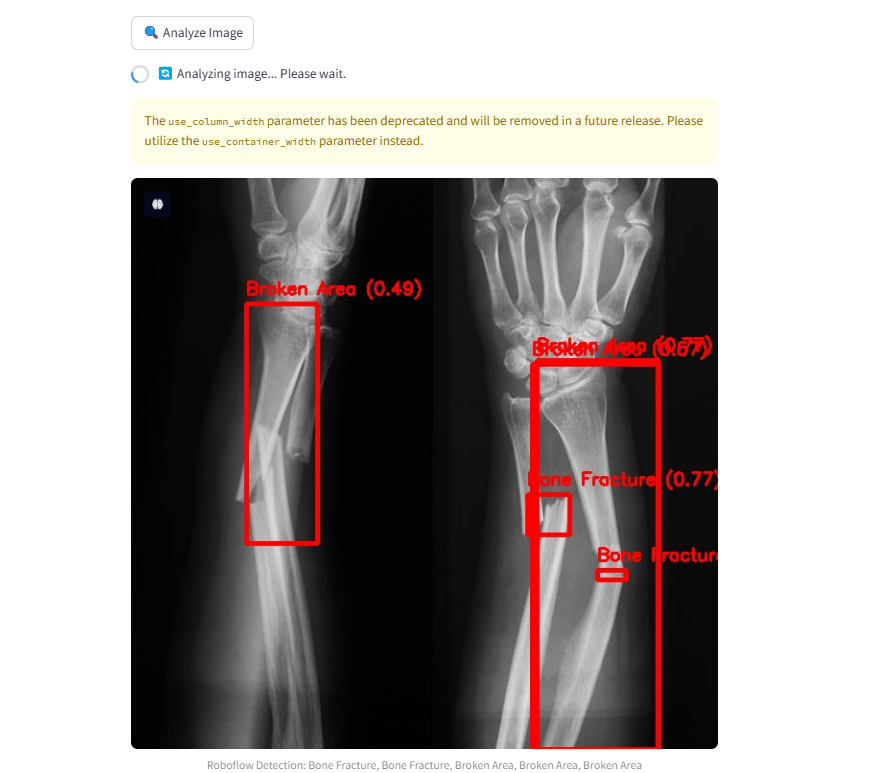 Analyze Image
Analyzing image... Please wait.
The use_column_width parameter has been deprecated and will be removed in a future release. Please
utilize the use_container_width parameter instead.
Broken Area (0.49)
Broken Area (0.77)
Bone Fracture (0.77)
Bone Fracture
Roboflow Detection: Bone Fracture, Bone Fracture, Broken Area, Broken Area, Broken Area